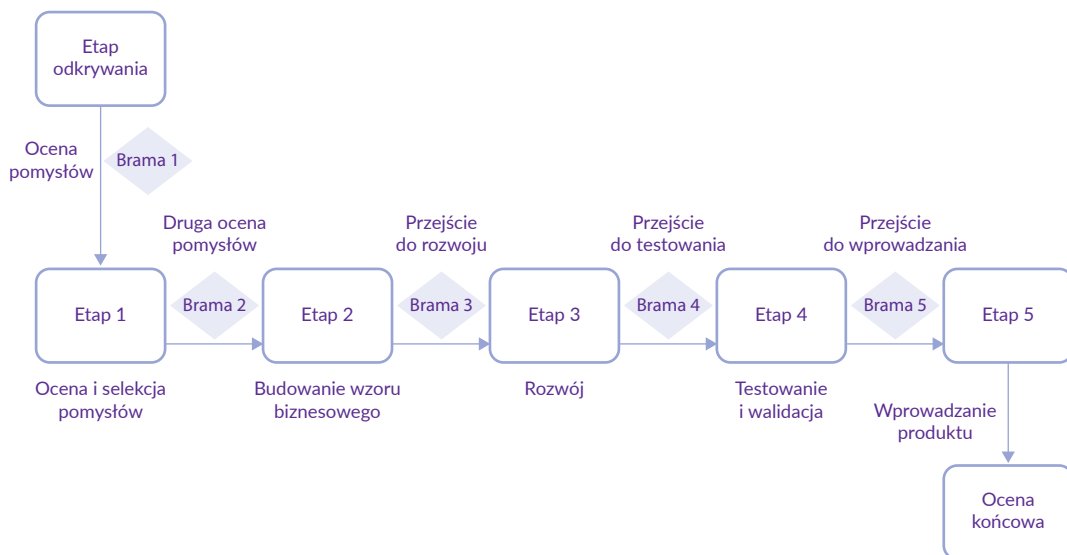 Etap
odkrywania
Ocena
pomysłów
Brama 1
Druga ocena
pomysłów
Przejście
do rozwoju
Przejście
do testowania
Przejście
do wprowadzania
Etap 1
Brama 2
Etap 2
Brama 3
Etap 3
Brama 4
Etap 4
Brama 5
Etap 5
Ocena i selekcja
pomysłów
Budowanie wzoru
biznesowego
Rozwój
Testowanie
i walidacja
Wprowadzanie
produktu
Ocena
końcowa